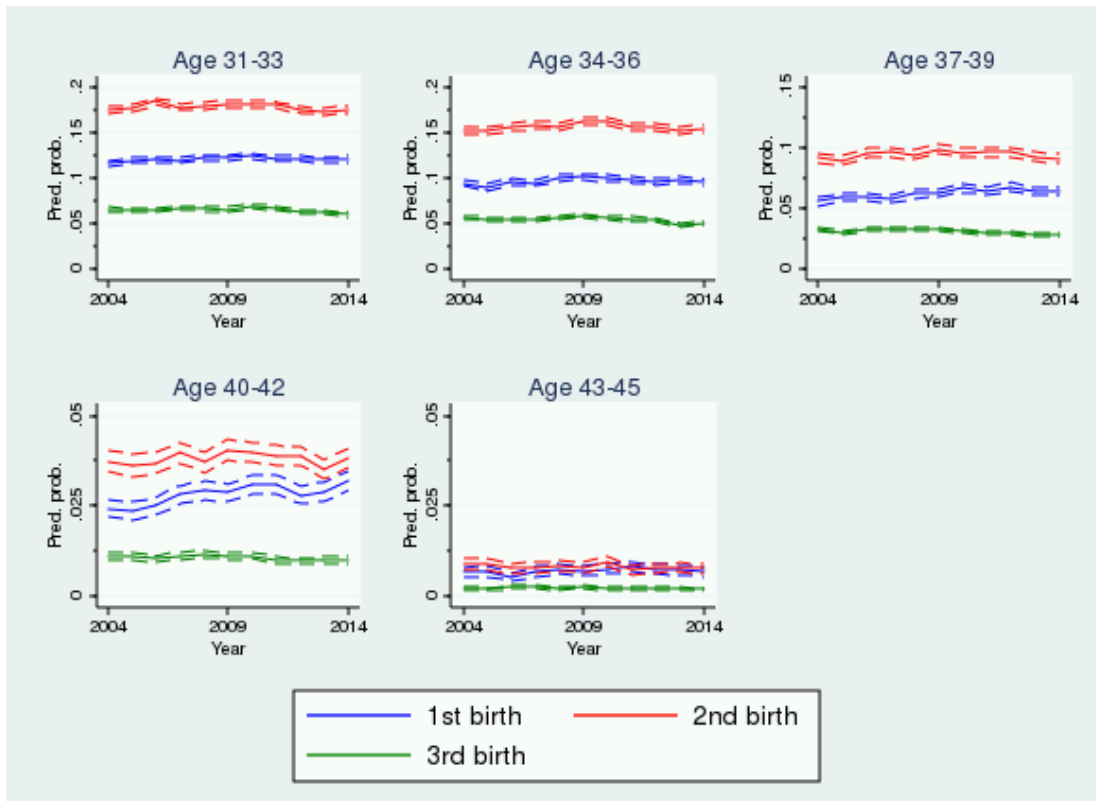 Age 31-33
Pred. prob.
.2
.15
.1
.05
0
2004 2009 2014
Year
Age 34-36
Pred. prob.
.2
.15
.1
.05
0
2004 2009 2014
Year
Age 37-39
Pred. prob.
.15
.1
.05
0
2004 2009 2014
Year
Age 40-42
Pred. prob.
.05
.025
0
2004 2009 2014
Year
Age 43-45
Pred. prob.
.05
.025
0
2004 2009 2014
Year
1st birth 2nd birth
3rd birth